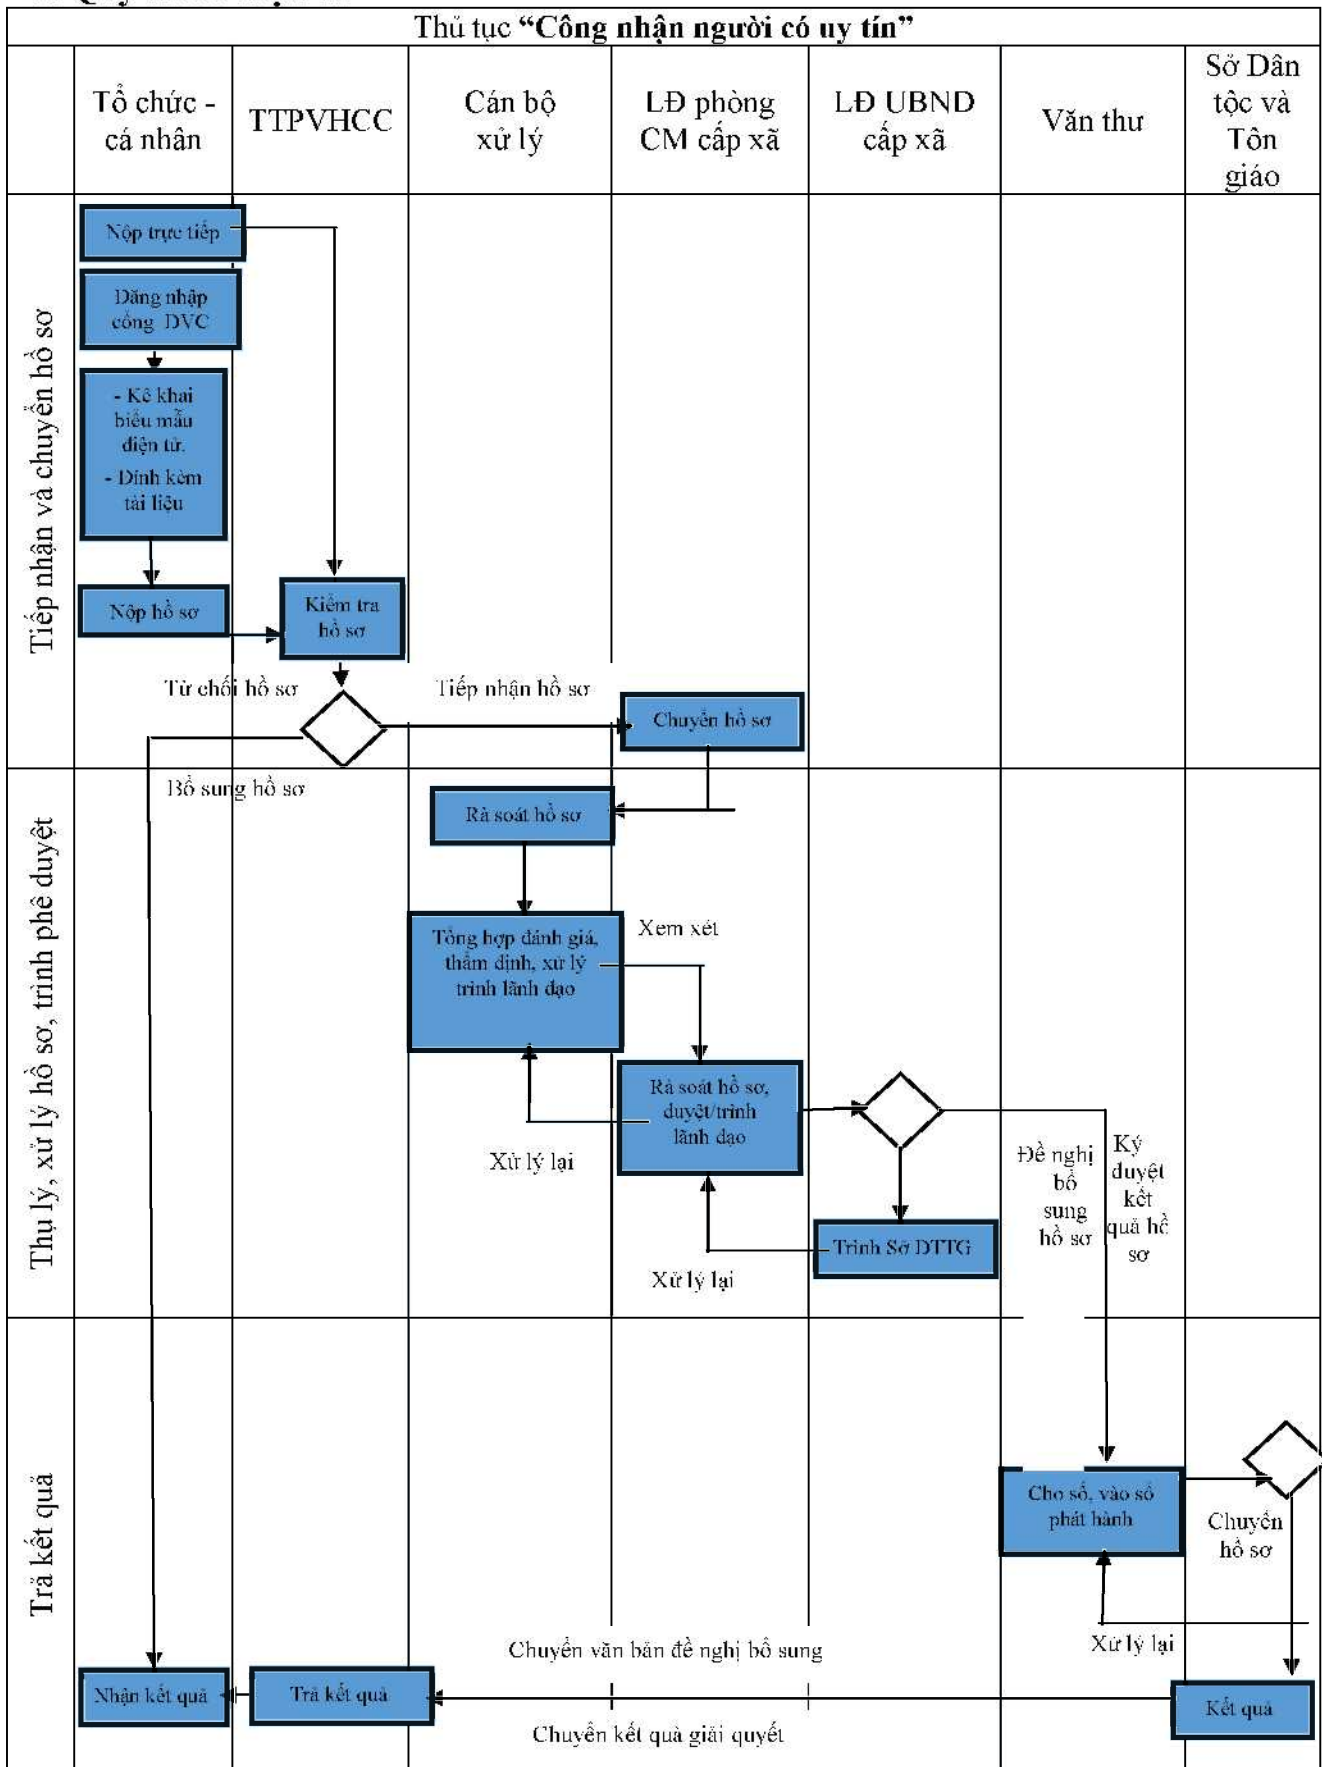 Thủ tục “Công nhận người có uy tín”
Tổ chức -
cá nhân
TTPVHCC
Cán bộ
xử lý
LĐ phòng
CM cấp xã
LĐ UBND
cấp xã
Văn thư
Sở Dân
tộc và
Tôn
giáo
Tiếp nhận và chuyển hồ sơ
Nộp trực tiếp
Đăng nhập
cổng DVC
- Kê khai
biểu mẫu
điện tử.
- Đính kèm
tài liệu
Nộp hồ sơ
Kiểm tra
hồ sơ
Từ chối hồ sơ
Tiếp nhận hồ sơ
Chuyển hồ sơ
Bổ sung hồ sơ
Thụ lý, xử lý hồ sơ, trình phê duyệt
Rà soát hồ sơ
Tổng hợp đánh giá,
thẩm định, xử lý
trình lãnh đạo
Xem xét
Rà soát hồ sơ,
duyệt/trình
lãnh đạo
Xử lý lại
Trình Sở DTTG
Xử lý lại
Đề nghị
bổ
sung
hồ sơ
Ký
duyệt
kết
quả hồ
sơ
Trả kết quả
Cho số, vào sổ
phát hành
Chuyển
hồ sơ
Xử lý lại
Chuyển văn bản đề nghị bổ sung
Nhận kết quả
Trả kết quả
Kết quả
Chuyển kết quả giải quyết